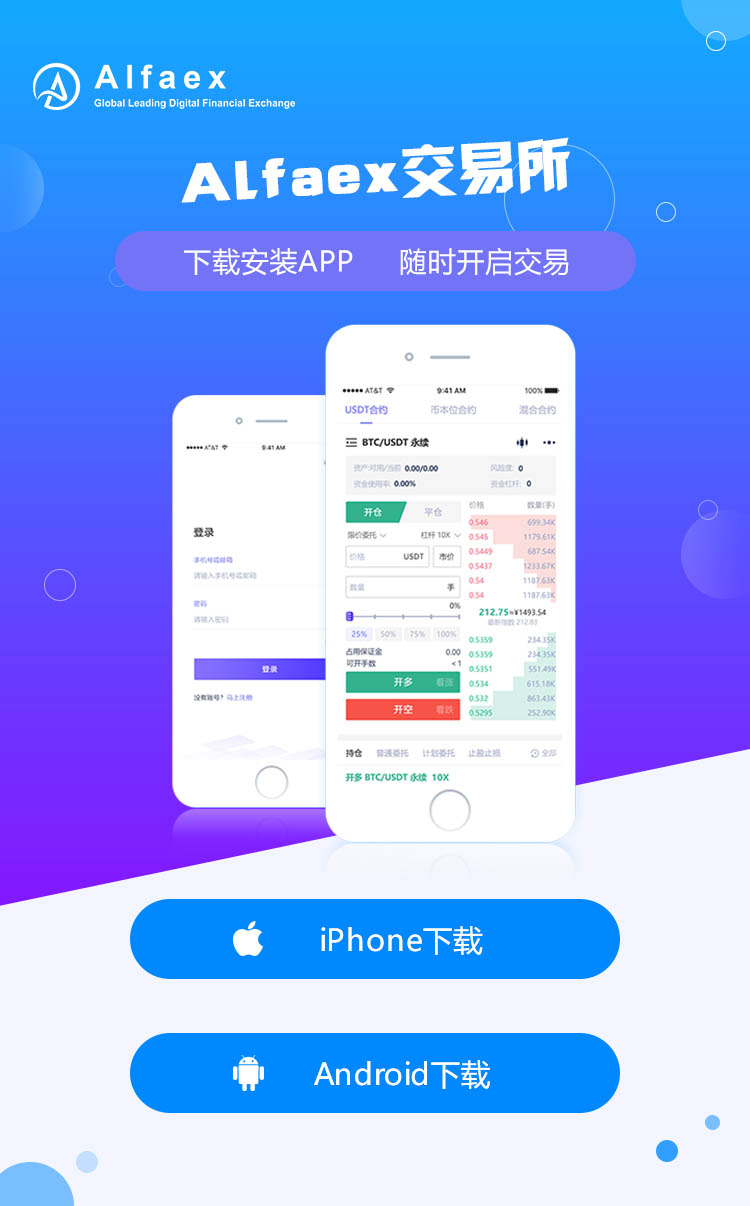 Alfaex
Global Leading Digital Financial Exchange
ALfaex交易所
下载安装APP 随时开启交易
AT&T 9:41 AM
登录
手机号或邮箱
请输入手机号或邮箱
密码
请输入密码
登录
没有账号? 马上注册
AT&T 9:41 AM 100%
USDT合约 币本位合约 混合合约
BTC/USDT 永续
资产:可用/当前 0.00/0.00 风险度: 0
资金使用率: 0.00% 资金杠杆: 0
开仓 平仓 价格 数量(手)
限价委托 杠杆 10X
价格 USDT 市价
数量 手
0%
25% 50% 75% 100%
占用保证金 0.00
可开手数 < 1
开多 看涨
开空 看跌
0.546 699.34K
0.545 1179.61K
0.5449 687.54K
0.5437 1233.67K
0.54 1187.63K
0.54 1187.63K
212.75≈¥1493.54
最新指数 212.83
0.5359 234.35K
0.5359 234.35K
0.5351 551.49K
0.534 615.18K
0.532 863.43K
0.5295 252.90K
持仓 普通委托 计划委托 止盈止损 全部
开多 BTC/USDT 永续 10X
iPhone下载
Android下载